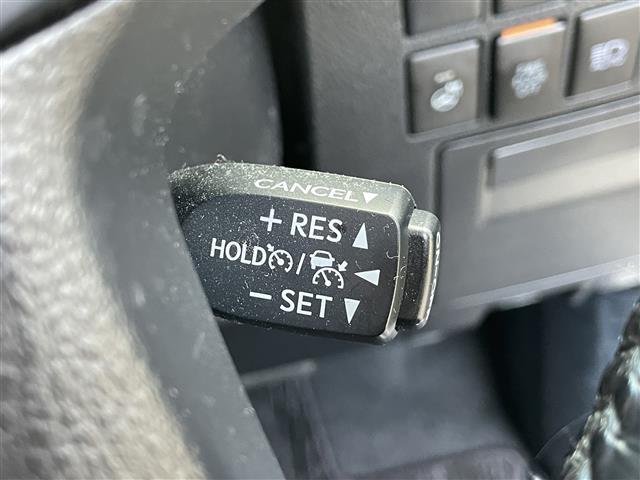 CANCEL▼
+ RES ▲
HOLD / ◀
− SET ▼